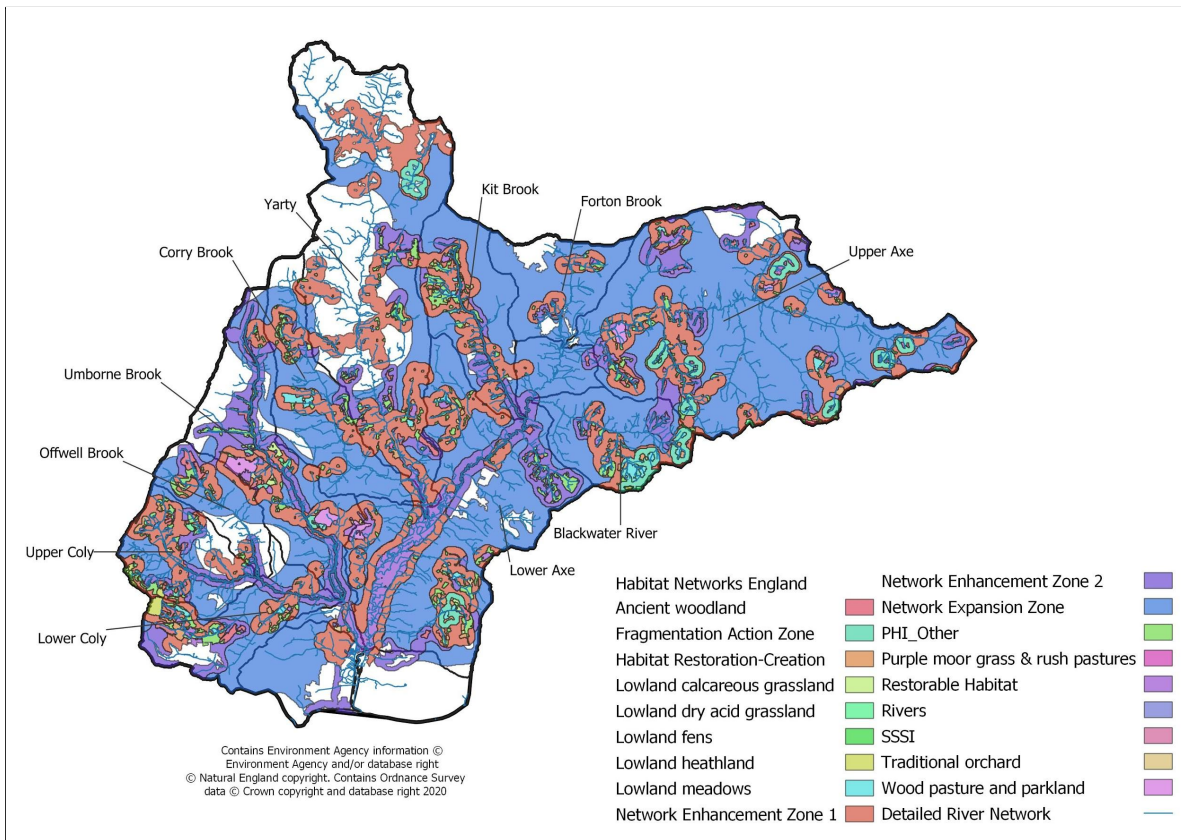 Kit Brook
Forton Brook
Yarty
Corry Brook
Upper Axe
Umborne Brook
Offwell Brook
Blackwater River
Upper Coly
Lower Axe
Lower Coly
Habitat Networks England
Ancient woodland
Fragmentation Action Zone
Habitat Restoration-Creation
Lowland calcareous grassland
Lowland dry acid grassland
Lowland fens
Lowland heathland
Lowland meadows
Network Enhancement Zone 1
Network Enhancement Zone 2
Network Expansion Zone
PHI_Other
Purple moor grass & rush pastures
Restorable Habitat
Rivers
SSSI
Traditional orchard
Wood pasture and parkland
Detailed River Network
Contains Environment Agency information ©
Environment Agency and/or database right
© Natural England copyright. Contains Ordnance Survey
data © Crown copyright and database right 2020